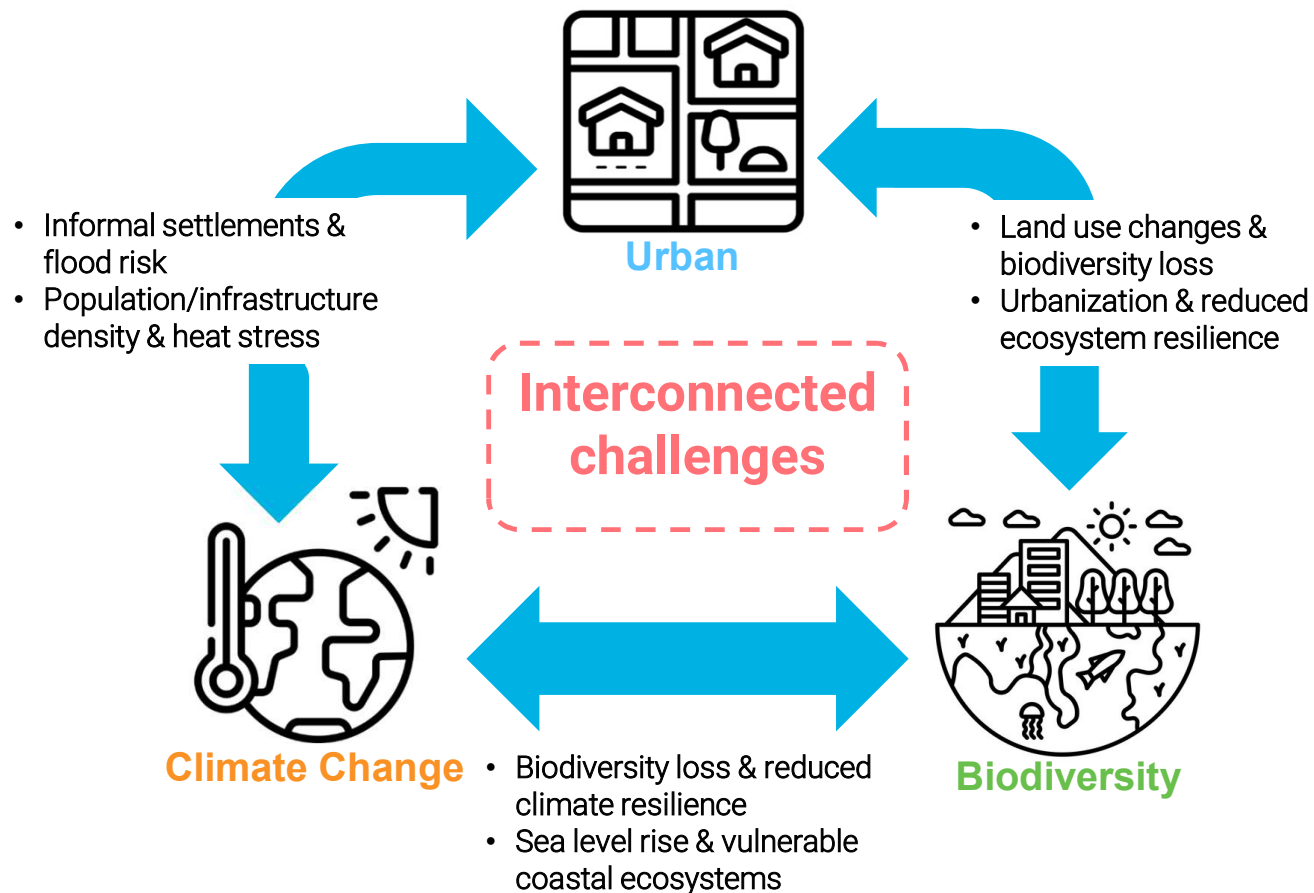 Urban
• Informal settlements &
flood risk
• Population/infrastructure
density & heat stress
• Land use changes &
biodiversity loss
• Urbanization & reduced
ecosystem resilience
Interconnected
challenges
Climate Change
Biodiversity
• Biodiversity loss & reduced
climate resilience
• Sea level rise & vulnerable
coastal ecosystems